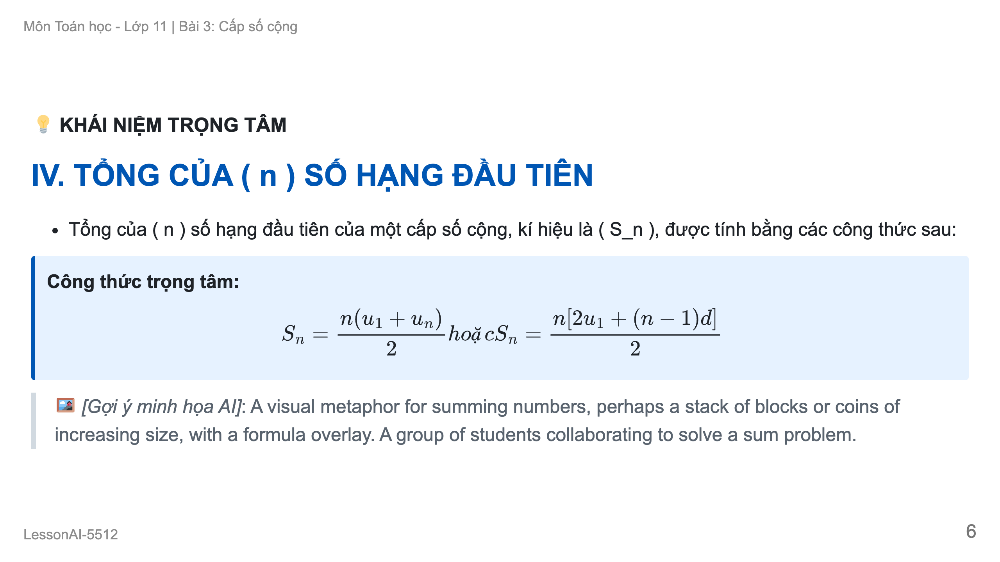 Môn Toán học - Lớp 11 | Bài 3: Cấp số cộng
💡 KHÁI NIỆM TRỌNG TÂM
IV. TỔNG CỦA ( n ) SỐ HẠNG ĐẦU TIÊN
• Tổng của ( n ) số hạng đầu tiên của một cấp số cộng, kí hiệu là ( S_n ), được tính bằng các công thức sau:
Công thức trọng tâm:
$S_n = \frac{n(u_1 + u_n)}{2} hoặc S_n = \frac{n[2u_1 + (n - 1)d]}{2}$
🖼️ [Gợi ý minh họa AI]: A visual metaphor for summing numbers, perhaps a stack of blocks or coins of
increasing size, with a formula overlay. A group of students collaborating to solve a sum problem.
LessonAI-5512
6